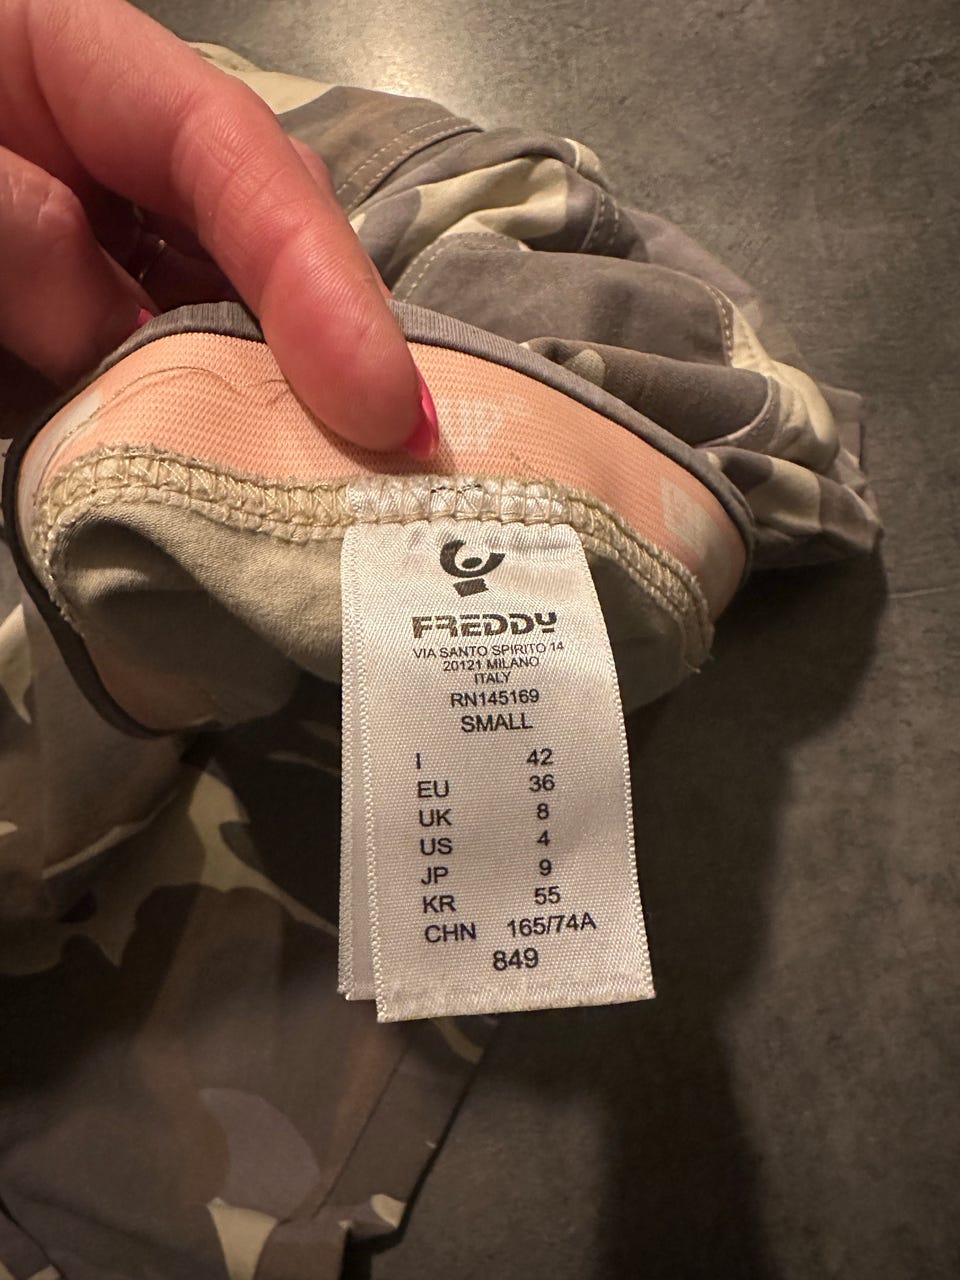 FREDDY
VIA SANTO SPIRITO 14
20121 MILANO
ITALY
RN145169
SMALL
I 42
EU 36
UK 8
US 4
JP 9
KR 55
CHN 165/74A
849